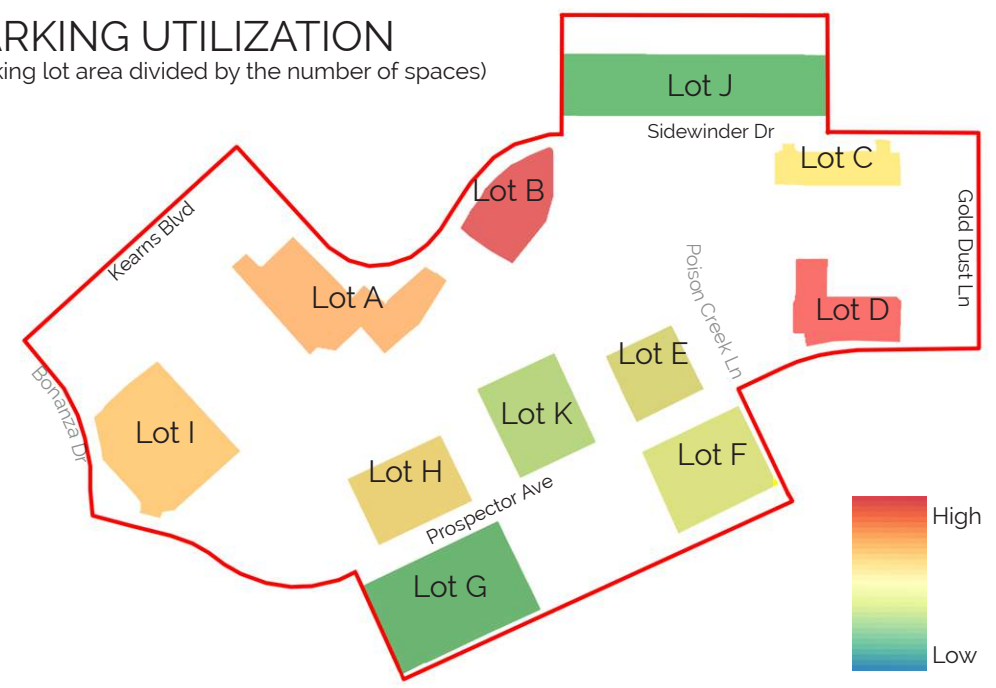 ARKING UTILIZATION
king lot area divided by the number of spaces)
Lot J
Sidewinder Dr
Lot C
Lot B
Kearns Blvd
Gold Dust Ln
Poison Creek Ln
Lot A
Lot D
Lot E
Bonanza Dr
Lot K
Lot I
Lot F
Lot H
Prospector Ave
Lot G
High
Low